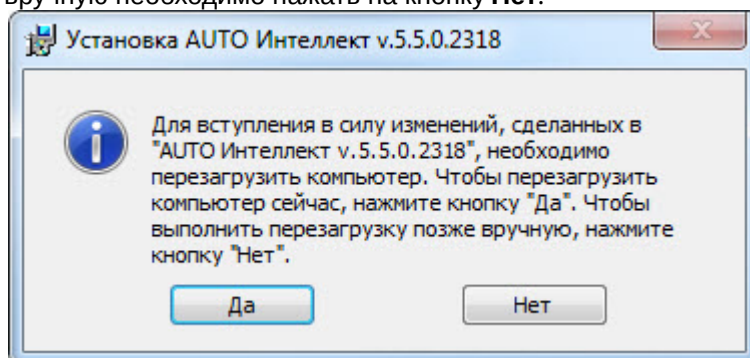 вручную необходимо нажать на кнопку Нет.
Установка AUTO Интеллект v.5.5.0.2318
Для вступления в силу изменений, сделанных в
"AUTO Интеллект v.5.5.0.2318", необходимо
перезагрузить компьютер. Чтобы перезагрузить
компьютер сейчас, нажмите кнопку "Да". Чтобы
выполнить перезагрузку позже вручную, нажмите
кнопку "Нет".
Да
Нет